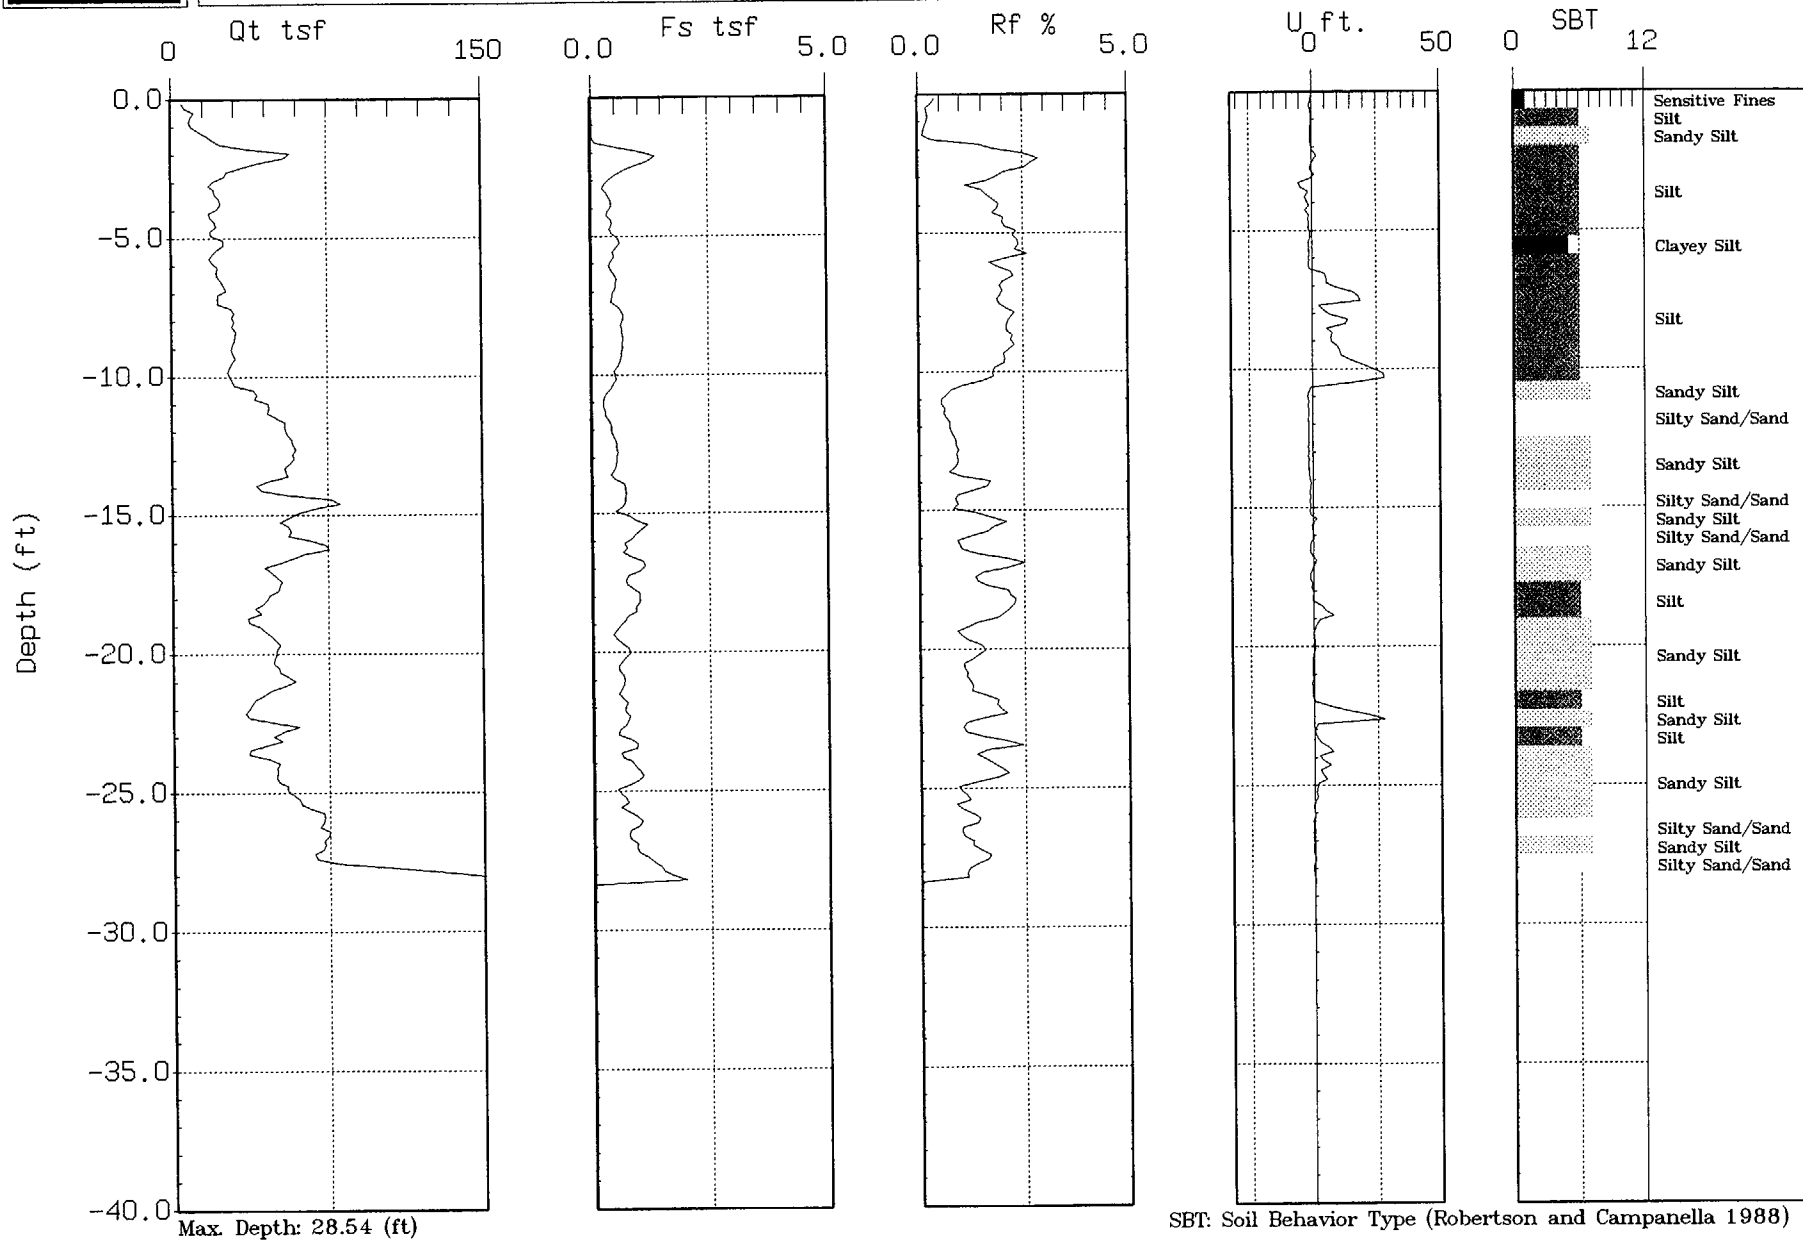 Qt tsf
0 150
Fs tsf
0.0 5.0
Rf %
0.0 5.0
U ft.
0 50
SBT
0 12
Depth (ft)
0.0
-5.0
-10.0
-15.0
-20.0
-25.0
-30.0
-35.0
-40.0
Sensitive Fines
Silt
Sandy Silt
Silt
Clayey Silt
Silt
Sandy Silt
Silty Sand/Sand
Sandy Silt
Silty Sand/Sand
Sandy Silt
Silty Sand/Sand
Sandy Silt
Silt
Sandy Silt
Silt
Sandy Silt
Silt
Sandy Silt
Silty Sand/Sand
Sandy Silt
Silty Sand/Sand
Max. Depth: 28.54 (ft)
SBT: Soil Behavior Type (Robertson and Campanella 1988)